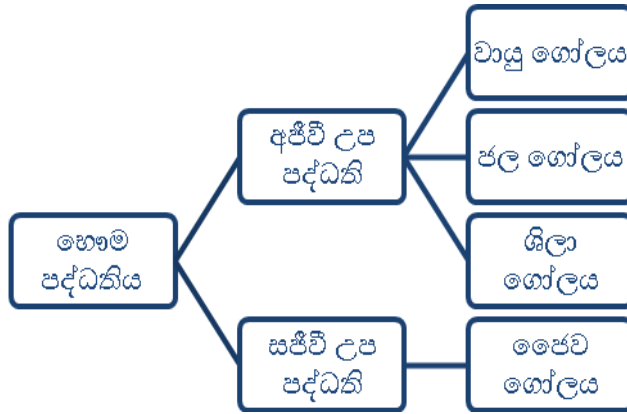 වායු ගෝලය
අජීවී උප
පද්ධති
ජල ගෝලය
භෞම
පද්ධතිය
ශිලා
ගෝලය
සජීවී උප
පද්ධති
ජෛව
ගෝලය